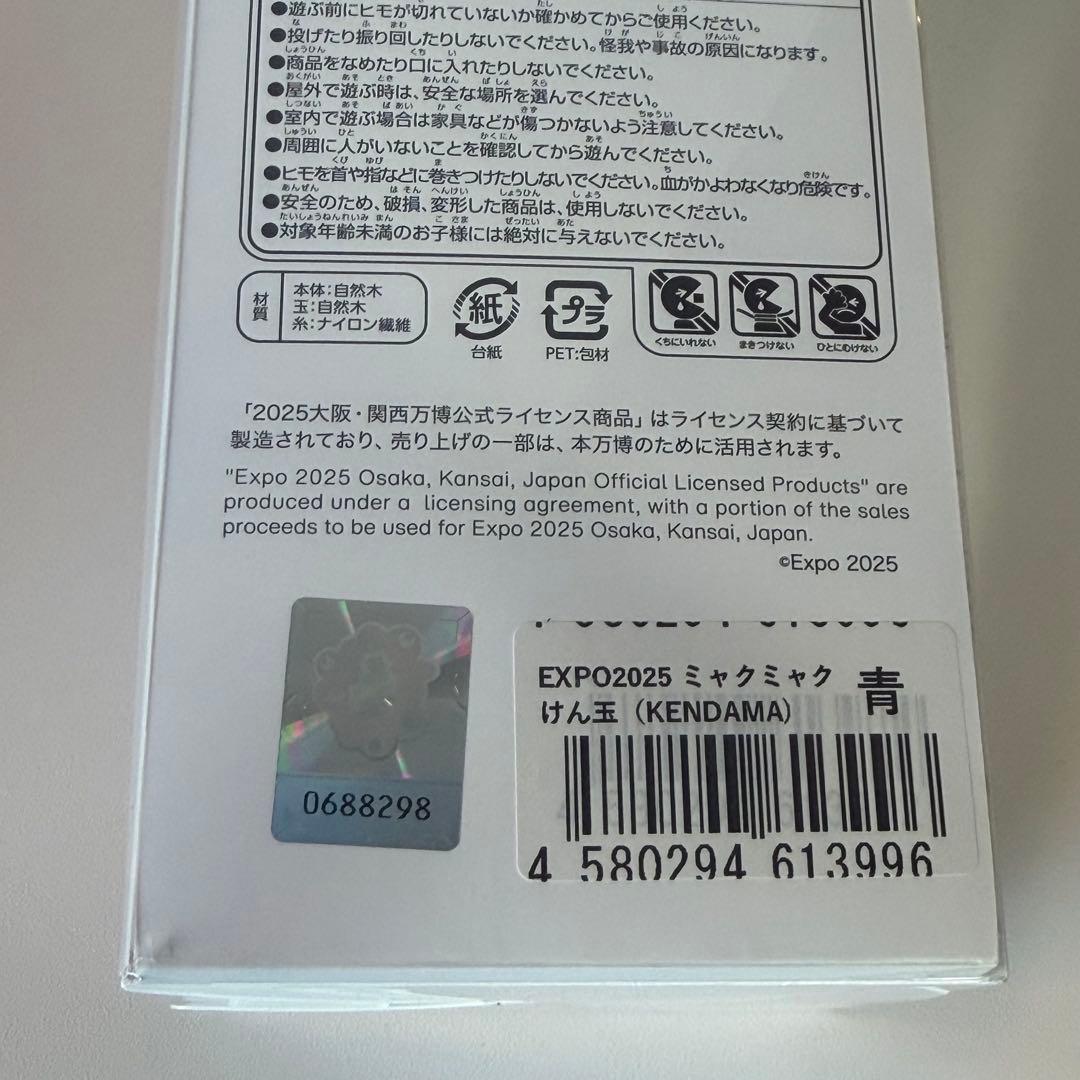 ●遊ぶ前にヒモが切れていないか確かめてからご使用ください。
●投げたり振り回したりしないでください。怪我や事故の原因になります。
●商品をなめたり口に入れたりしないでください。
●屋外で遊ぶ時は、安全な場所を選んでください。
●室内で遊ぶ場合は家具などが傷つかないよう注意してください。
●周囲に人がいないことを確認してから遊んでください。
●ヒモを首や指などに巻きつけたりしないでください。血がかよわなくなり危険です。
●安全のため、破損、変形した商品は、使用しないでください。
●対象年齢未満のお子様には絶対に与えないでください。
材質
本体:自然木
玉:自然木
糸:ナイロン繊維
紙
台紙
プラ
PET:包材
くちにいれない
まきつけない
ひとにむけない
「2025大阪・関西万博公式ライセンス商品」はライセンス契約に基づいて
製造されており、売り上げの一部は、本万博のために活用されます。
"Expo 2025 Osaka, Kansai, Japan Official Licensed Products" are
produced under a licensing agreement, with a portion of the sales
proceeds to be used for Expo 2025 Osaka, Kansai, Japan.
©Expo 2025
0688298
EXPO2025 ミャクミャク
けん玉（KENDAMA）
青
4 580294 613996